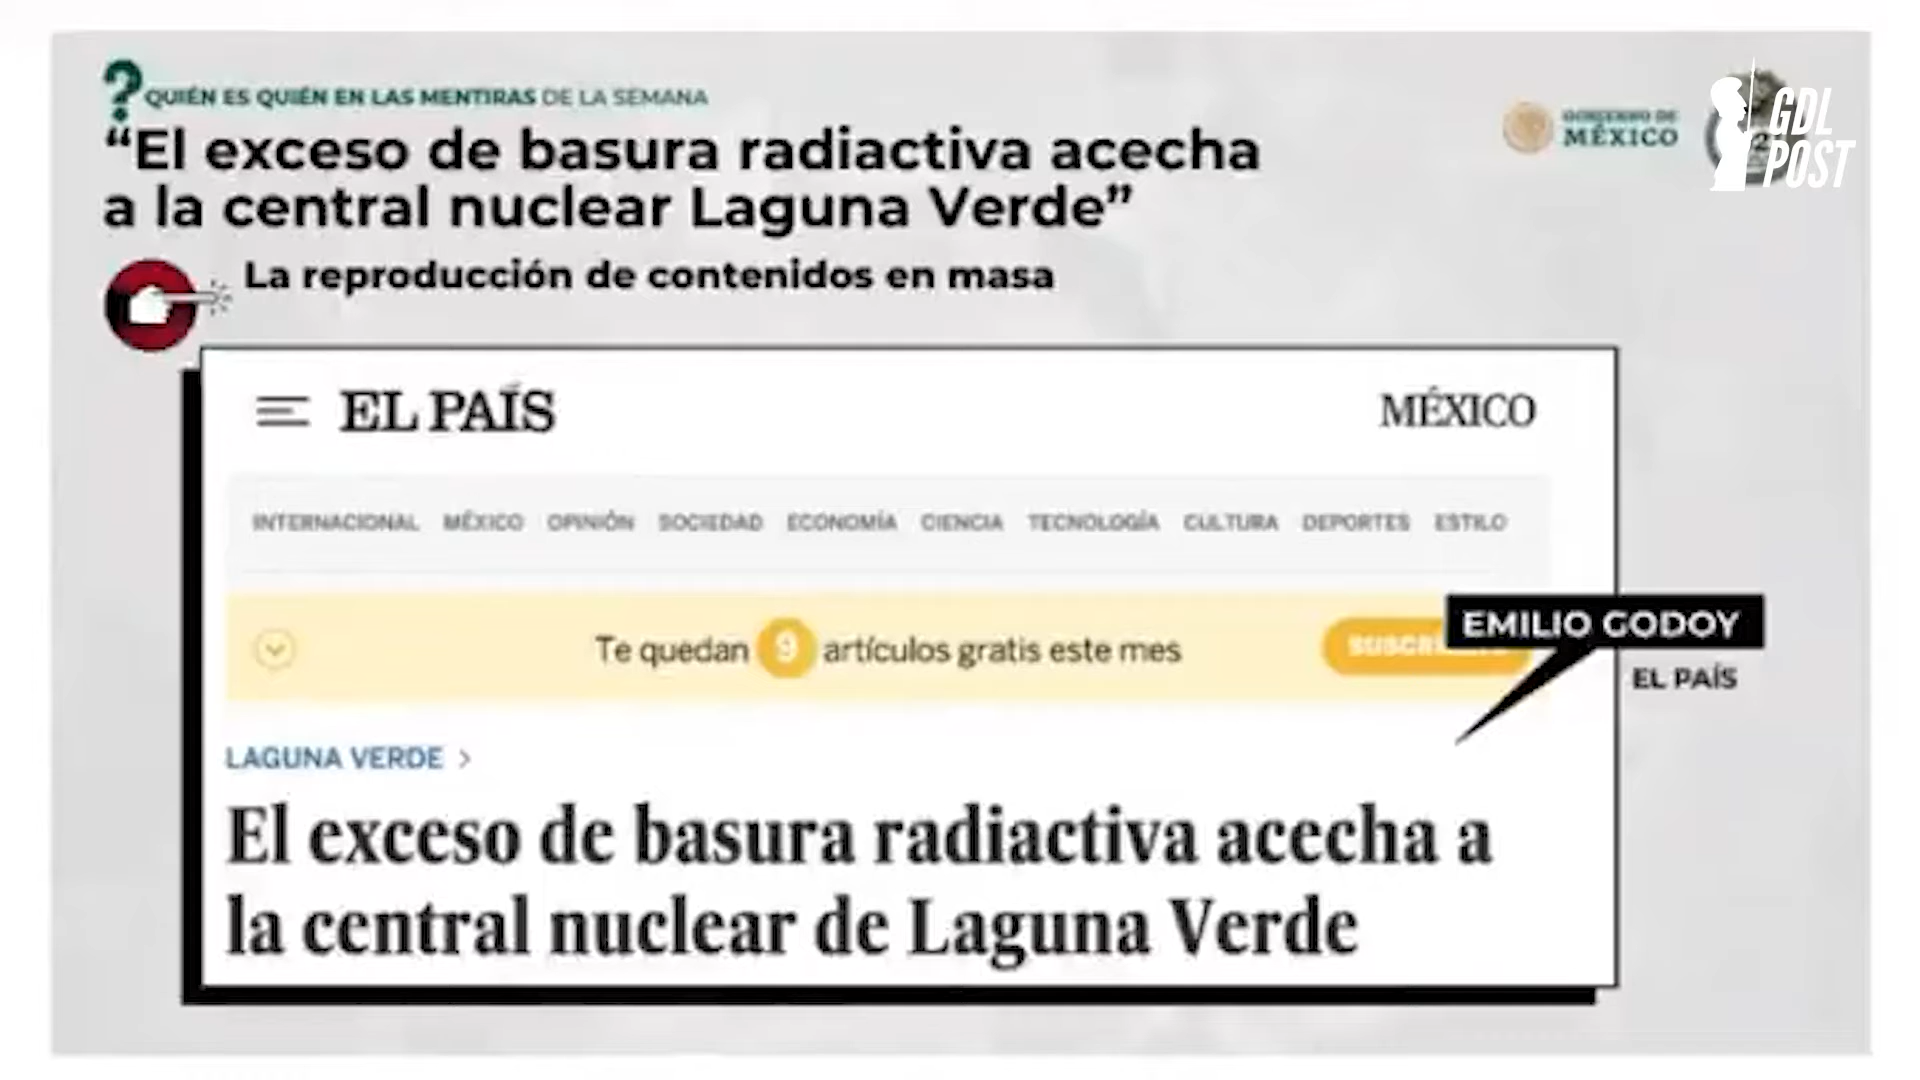 QUIÉN ES QUIÉN EN LAS MENTIRAS DE LA SEMANA
“El exceso de basura radiactiva acecha
a la central nuclear Laguna Verde”
La reproducción de contenidos en masa
GOBIERNO DE
MÉXICO
GDL
POST
EL PAÍS
MÉXICO
INTERNACIONAL MÉXICO OPINIÓN SOCIEDAD ECONOMÍA CIENCIA TECNOLOGÍA CULTURA DEPORTES ESTILO
Te quedan 9 artículos gratis este mes
EMILIO GODOY
EL PAÍS
LAGUNA VERDE >
El exceso de basura radiactiva acecha a
la central nuclear de Laguna Verde